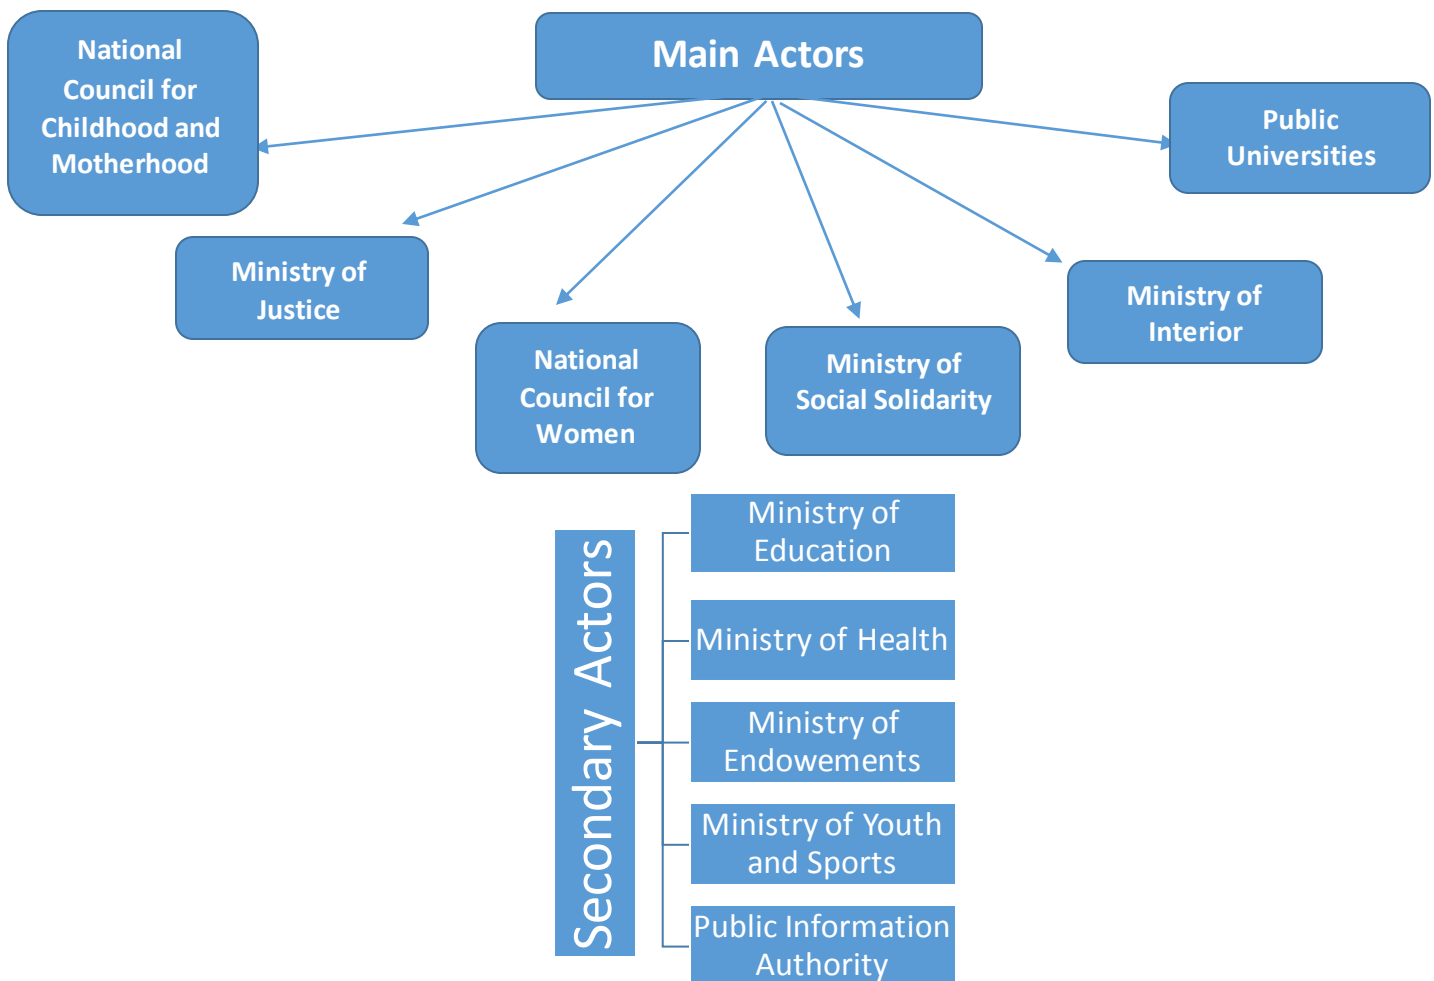 Main Actors
National
Council for
Childhood and
Motherhood
Public
Universities
Ministry of
Justice
Ministry of
Interior
National
Council for
Women
Ministry of
Social Solidarity
Secondary Actors
Ministry of
Education
Ministry of Health
Ministry of
Endowements
Ministry of Youth
and Sports
Public Information
Authority